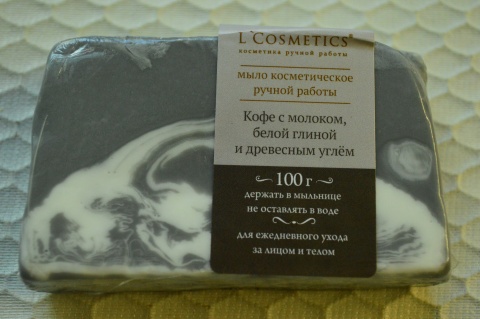 L'COSMETICS®
косметика ручной работы
мыло косметическое
ручной работы
Кофе с молоком,
белой глиной
и древесным углём
100 г
держать в мыльнице
не оставлять в воде
для ежедневного ухода
за лицом и телом